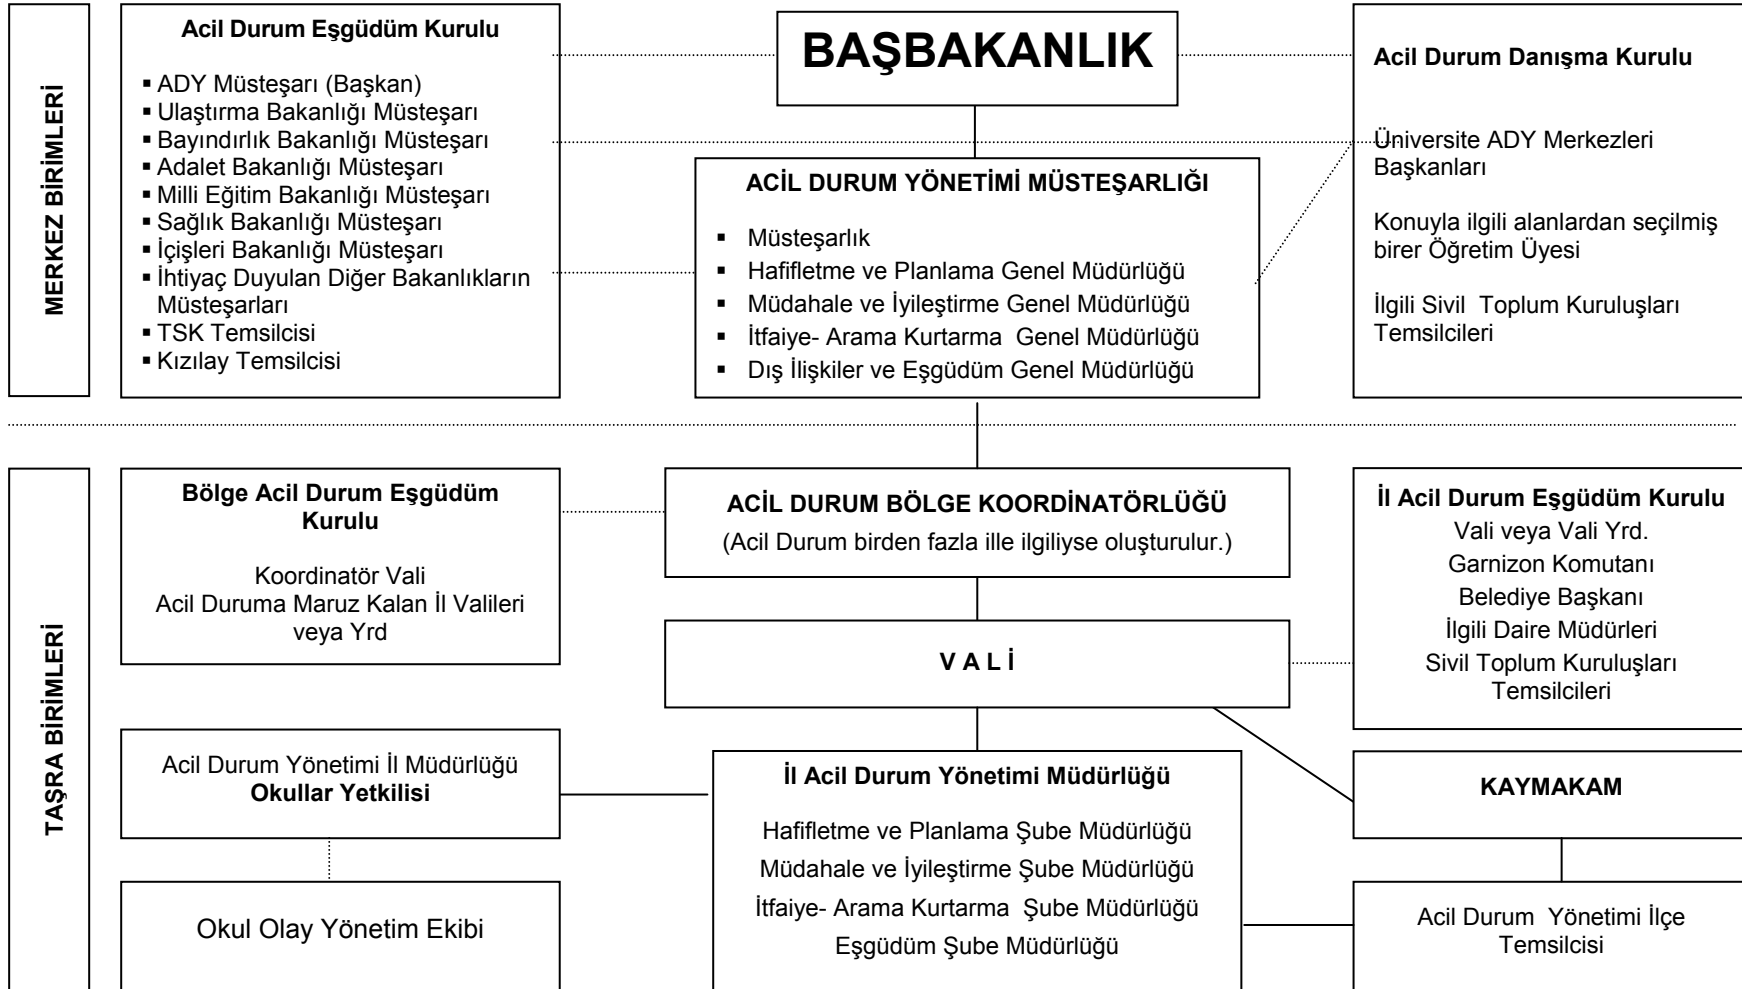 MERKEZ BİRİMLERİ
Acil Durum Eşgüdüm Kurulu
▪ ADY Müsteşarı (Başkan)
▪ Ulaştırma Bakanlığı Müsteşarı
▪ Bayındırlık Bakanlığı Müsteşarı
▪ Adalet Bakanlığı Müsteşarı
▪ Milli Eğitim Bakanlığı Müsteşarı
▪ Sağlık Bakanlığı Müsteşarı
▪ İçişleri Bakanlığı Müsteşarı
▪ İhtiyaç Duyulan Diğer Bakanlıkların
Müsteşarları
▪ TSK Temsilcisi
▪ Kızılay Temsilcisi
BAŞBAKANLIK
ACİL DURUM YÖNETİMİ MÜSTEŞARLIĞI
▪ Müsteşarlık
▪ Hafifletme ve Planlama Genel Müdürlüğü
▪ Müdahale ve İyileştirme Genel Müdürlüğü
▪ İtfaiye- Arama Kurtarma Genel Müdürlüğü
▪ Dış İlişkiler ve Eşgüdüm Genel Müdürlüğü
Acil Durum Danışma Kurulu
Üniversite ADY Merkezleri
Başkanları
Konuyla ilgili alanlardan seçilmiş
birer Öğretim Üyesi
İlgili Sivil Toplum Kuruluşları
Temsilcileri
TAŞRA BİRİMLERİ
Bölge Acil Durum Eşgüdüm
Kurulu
Koordinatör Vali
Acil Duruma Maruz Kalan İl Valileri
veya Yrd
ACİL DURUM BÖLGE KOORDİNATÖRLÜĞÜ
(Acil Durum birden fazla ille ilgiliyse oluşturulur.)
V A L İ
İl Acil Durum Eşgüdüm Kurulu
Vali veya Vali Yrd.
Garnizon Komutanı
Belediye Başkanı
İlgili Daire Müdürleri
Sivil Toplum Kuruluşları
Temsilcileri
Acil Durum Yönetimi İl Müdürlüğü
Okullar Yetkilisi
Okul Olay Yönetim Ekibi
İl Acil Durum Yönetimi Müdürlüğü
Hafifletme ve Planlama Şube Müdürlüğü
Müdahale ve İyileştirme Şube Müdürlüğü
İtfaiye- Arama Kurtarma Şube Müdürlüğü
Eşgüdüm Şube Müdürlüğü
KAYMAKAM
Acil Durum Yönetimi İlçe
Temsilcisi